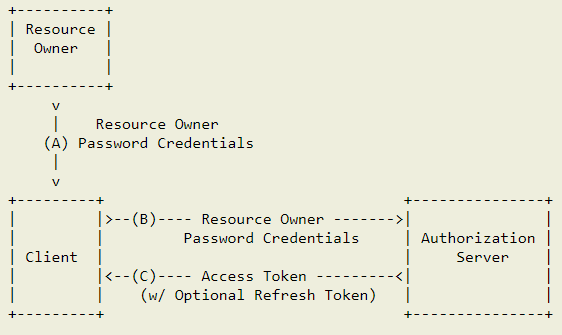 +----------+
| Resource |
|  Owner   |
|          |
+----------+
     v
     |    Resource Owner
    (A) Password Credentials
     |
     v
+---------+                                  +---------------+
|         |>--(B)---- Resource Owner ------->|               |
|         |         Password Credentials     | Authorization |
| Client  |                                  |     Server    |
|         |<--(C)---- Access Token ---------<|               |
|         |    (w/ Optional Refresh Token)   |               |
+---------+                                  +---------------+